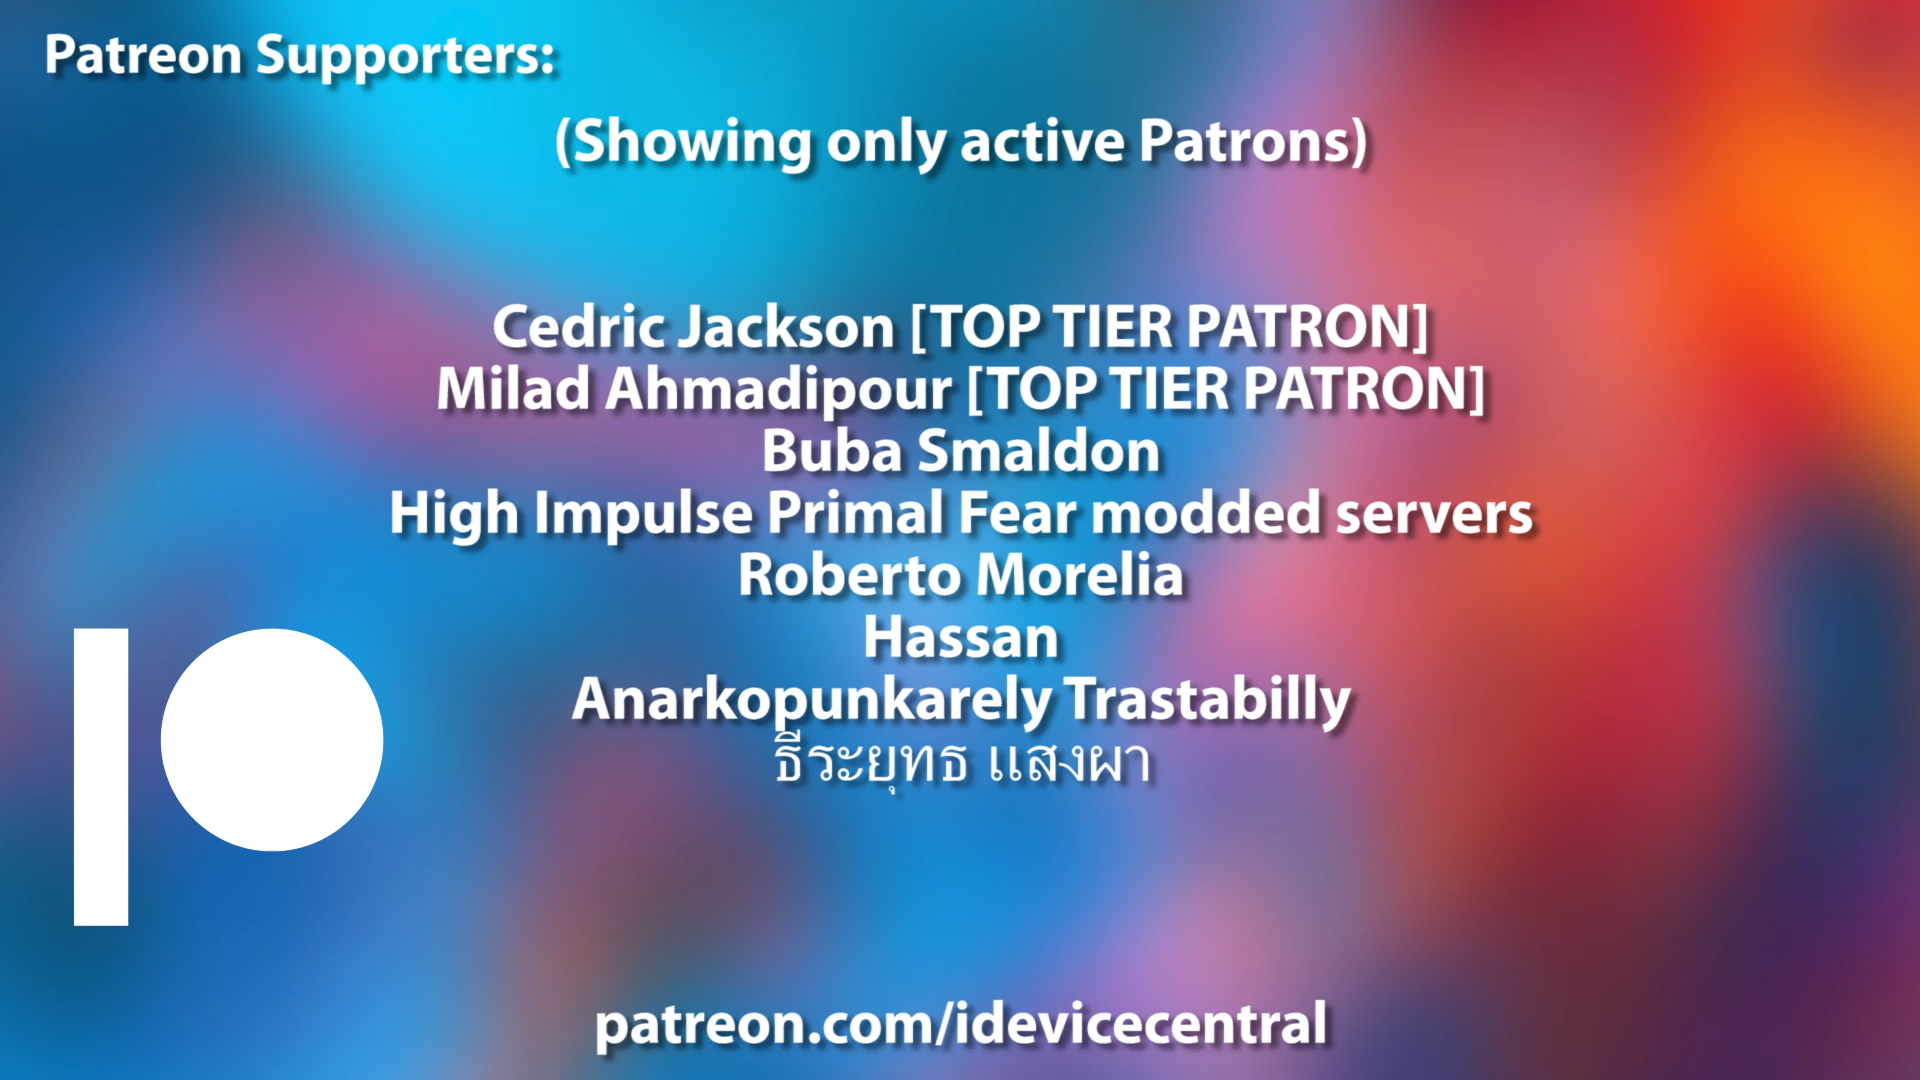 Patreon Supporters:
(Showing only active Patrons)
Cedric Jackson [TOP TIER PATRON]
Milad Ahmadipour [TOP TIER PATRON]
Buba Smaldon
High Impulse Primal Fear modded servers
Roberto Morelia
Hassan
Anarkopunkarely Trastabilly
ธีระยุทธ แสงผา
patreon.com/idevicecentral